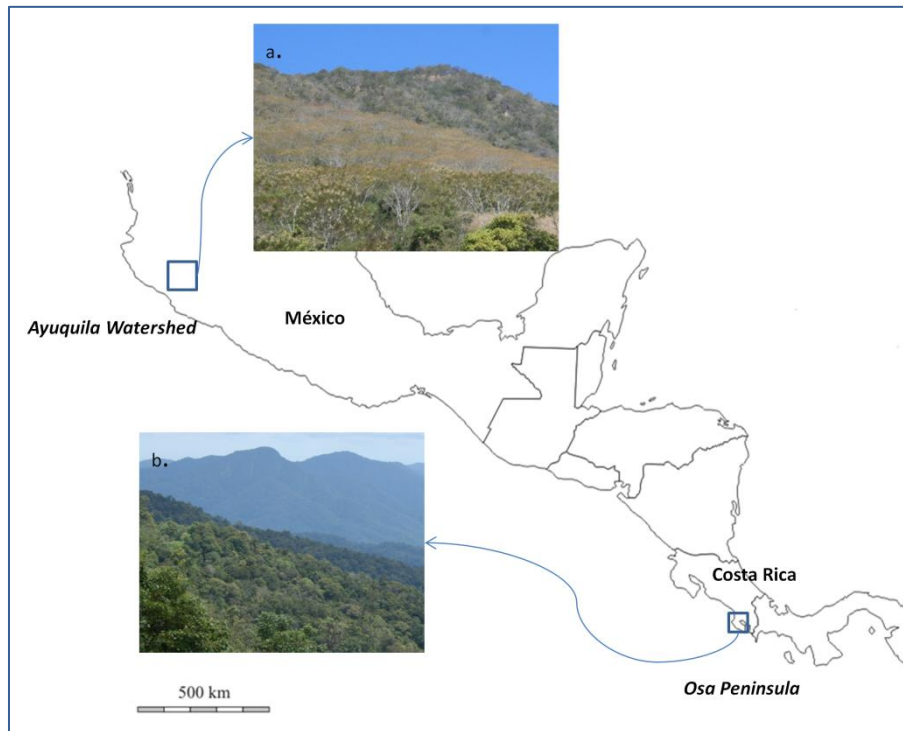 a.
México
Ayuquila Watershed
b.
Costa Rica
Osa Peninsula
500 km